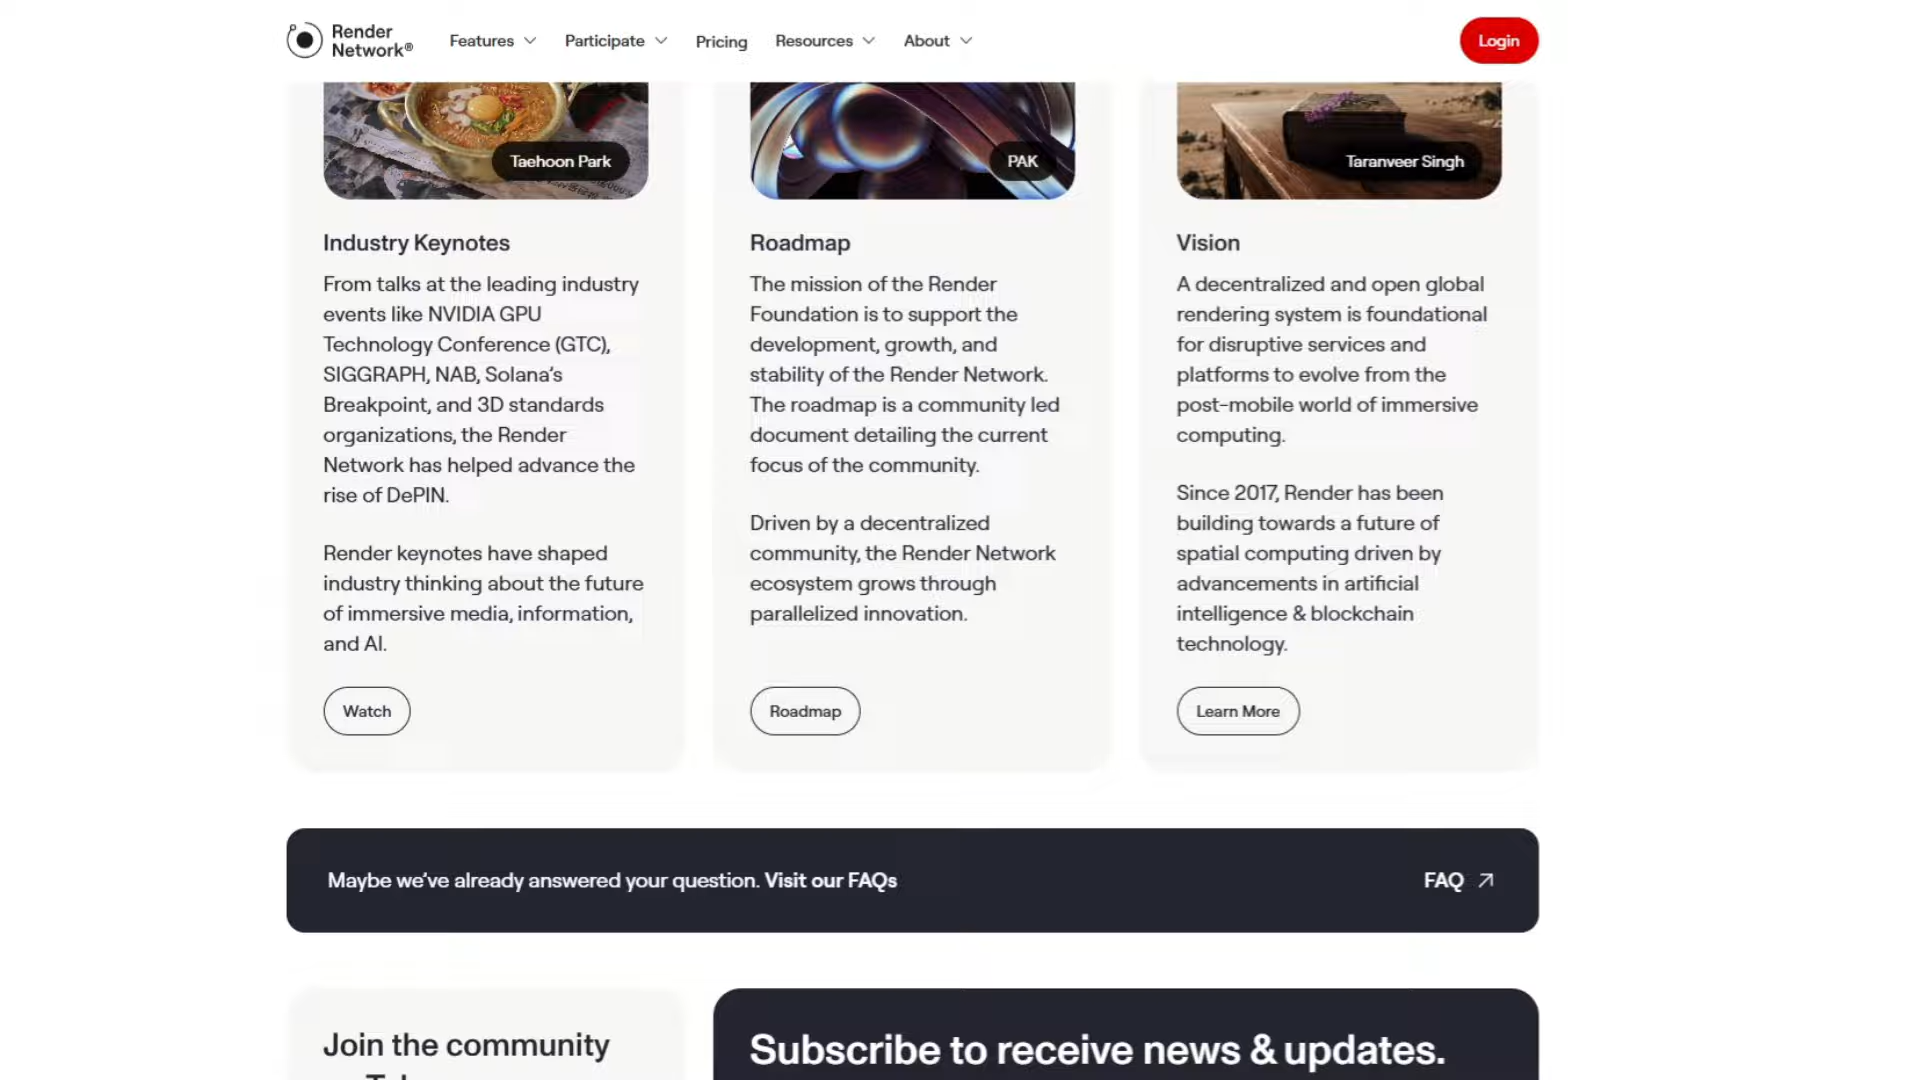 Render
Network®
Features
Participate
Pricing
Resources
About
Login
Taehoon Park
PAK
Taranveer Singh
Industry Keynotes
From talks at the leading industry
events like NVIDIA GPU
Technology Conference (GTC),
SIGGRAPH, NAB, Solana’s
Breakpoint, and 3D standards
organizations, the Render
Network has helped advance the
rise of DePIN.
Render keynotes have shaped
industry thinking about the future
of immersive media, information,
and AI.
Watch
Roadmap
The mission of the Render
Foundation is to support the
development, growth, and
stability of the Render Network.
The roadmap is a community led
document detailing the current
focus of the community.
Driven by a decentralized
community, the Render Network
ecosystem grows through
parallelized innovation.
Roadmap
Vision
A decentralized and open global
rendering system is foundational
for disruptive services and
platforms to evolve from the
post-mobile world of immersive
computing.
Since 2017, Render has been
building towards a future of
spatial computing driven by
advancements in artificial
intelligence & blockchain
technology.
Learn More
Maybe we’ve already answered your question. Visit our FAQs
FAQ
Join the community
Subscribe to receive news & updates.